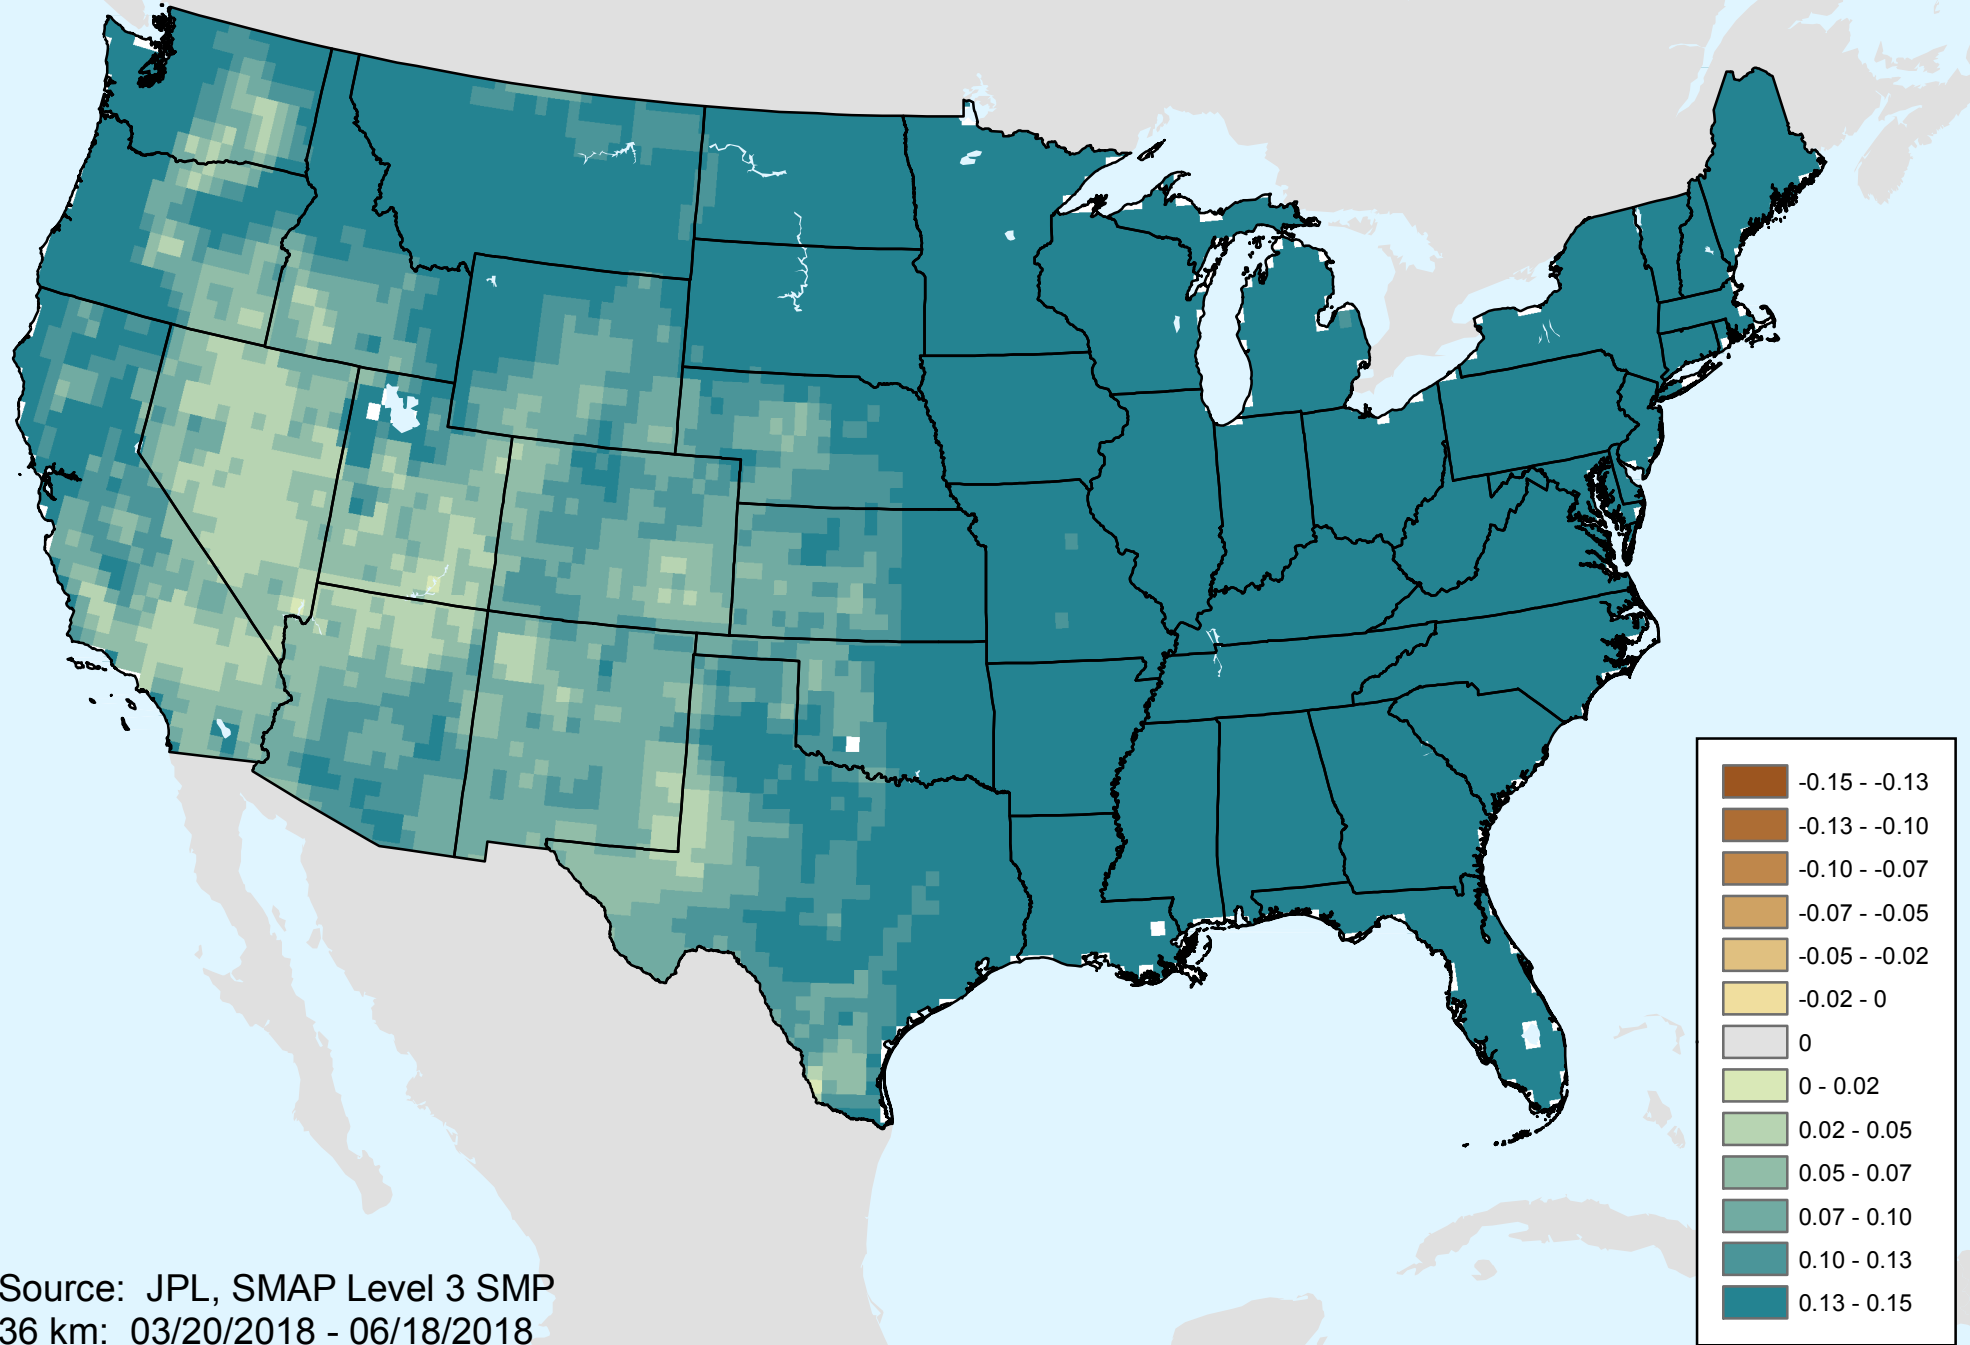 -0.15 - -0.13
-0.13 - -0.10
-0.10 - -0.07
-0.07 - -0.05
-0.05 - -0.02
-0.02 - 0
0
0 - 0.02
0.02 - 0.05
0.05 - 0.07
0.07 - 0.10
0.10 - 0.13
0.13 - 0.15
Source: JPL, SMAP Level 3 SMP
36 km: 03/20/2018 - 06/18/2018